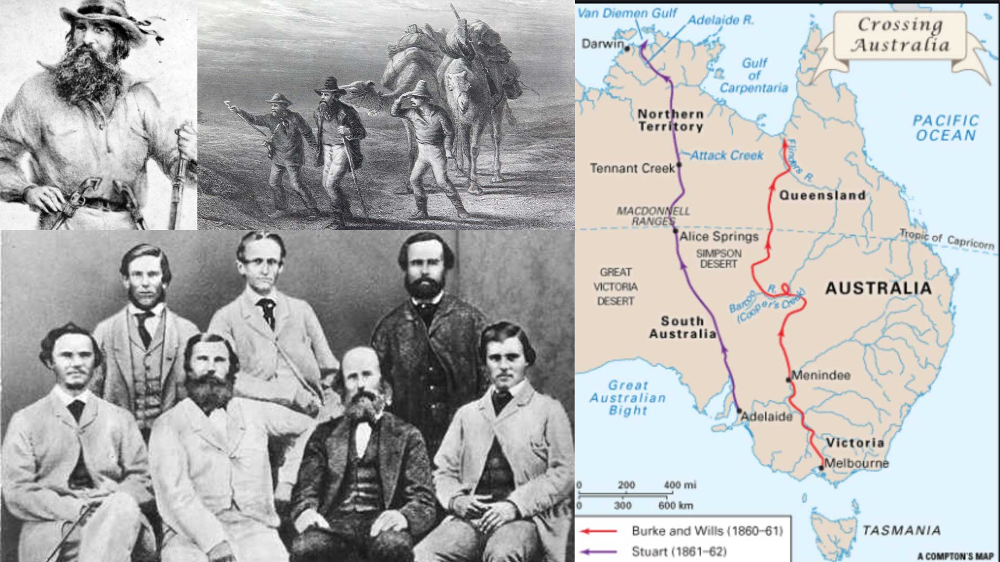 Crossing
Australia
Van Diemen Gulf
Adelaide R.
Darwin
Gulf
of
Carpentaria
PACIFIC
OCEAN
Northern
Territory
Flinders R.
Attack Creek
Tennant Creek
Queensland
MACDONNELL
RANGES
Tropic of Capricorn
Alice Springs
SIMPSON
DESERT
GREAT
VICTORIA
DESERT
AUSTRALIA
Barcoo R.
(Cooper's Creek)
South
Australia
Menindee
Great
Australian
Bight
Adelaide
Victoria
Melbourne
0 200 400 mi
0 300 600 km
Burke and Wills (1860–61)
Stuart (1861–62)
TASMANIA
A COMPTON'S MAP